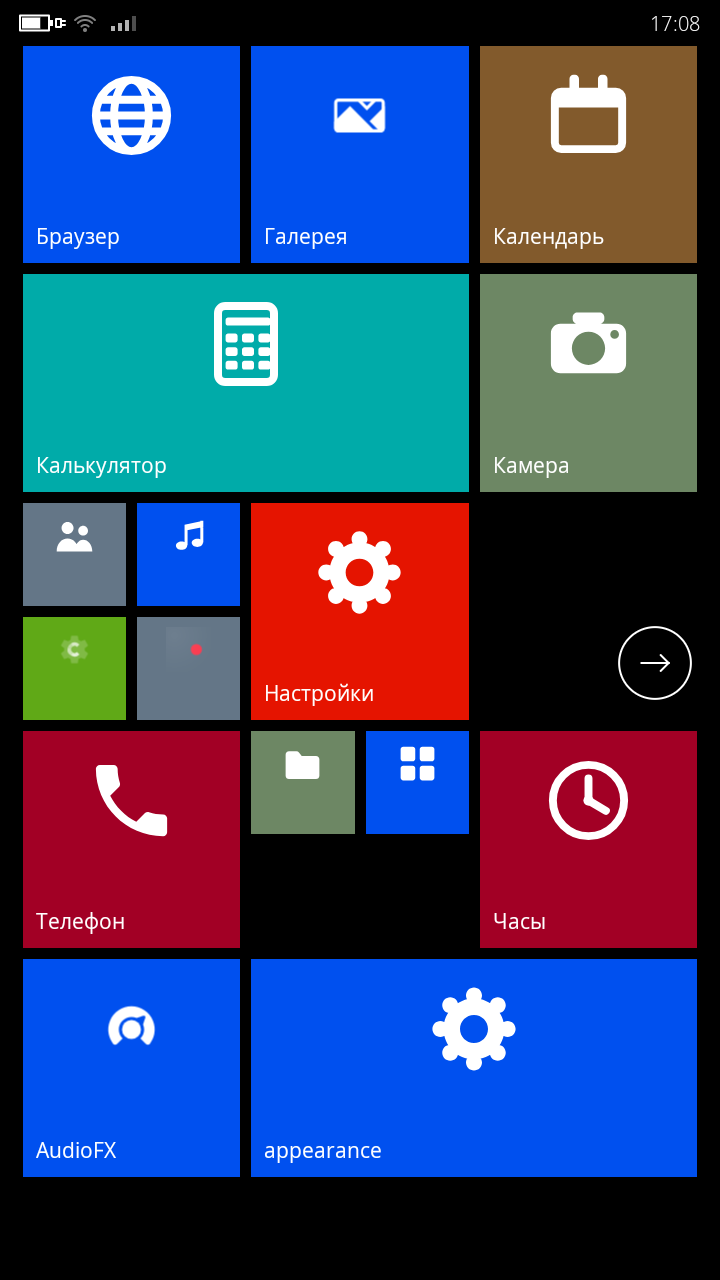 17:08
Браузер
Галерея
Календарь
Калькулятор
Камера
Настройки
Телефон
Часы
AudioFX
appearance